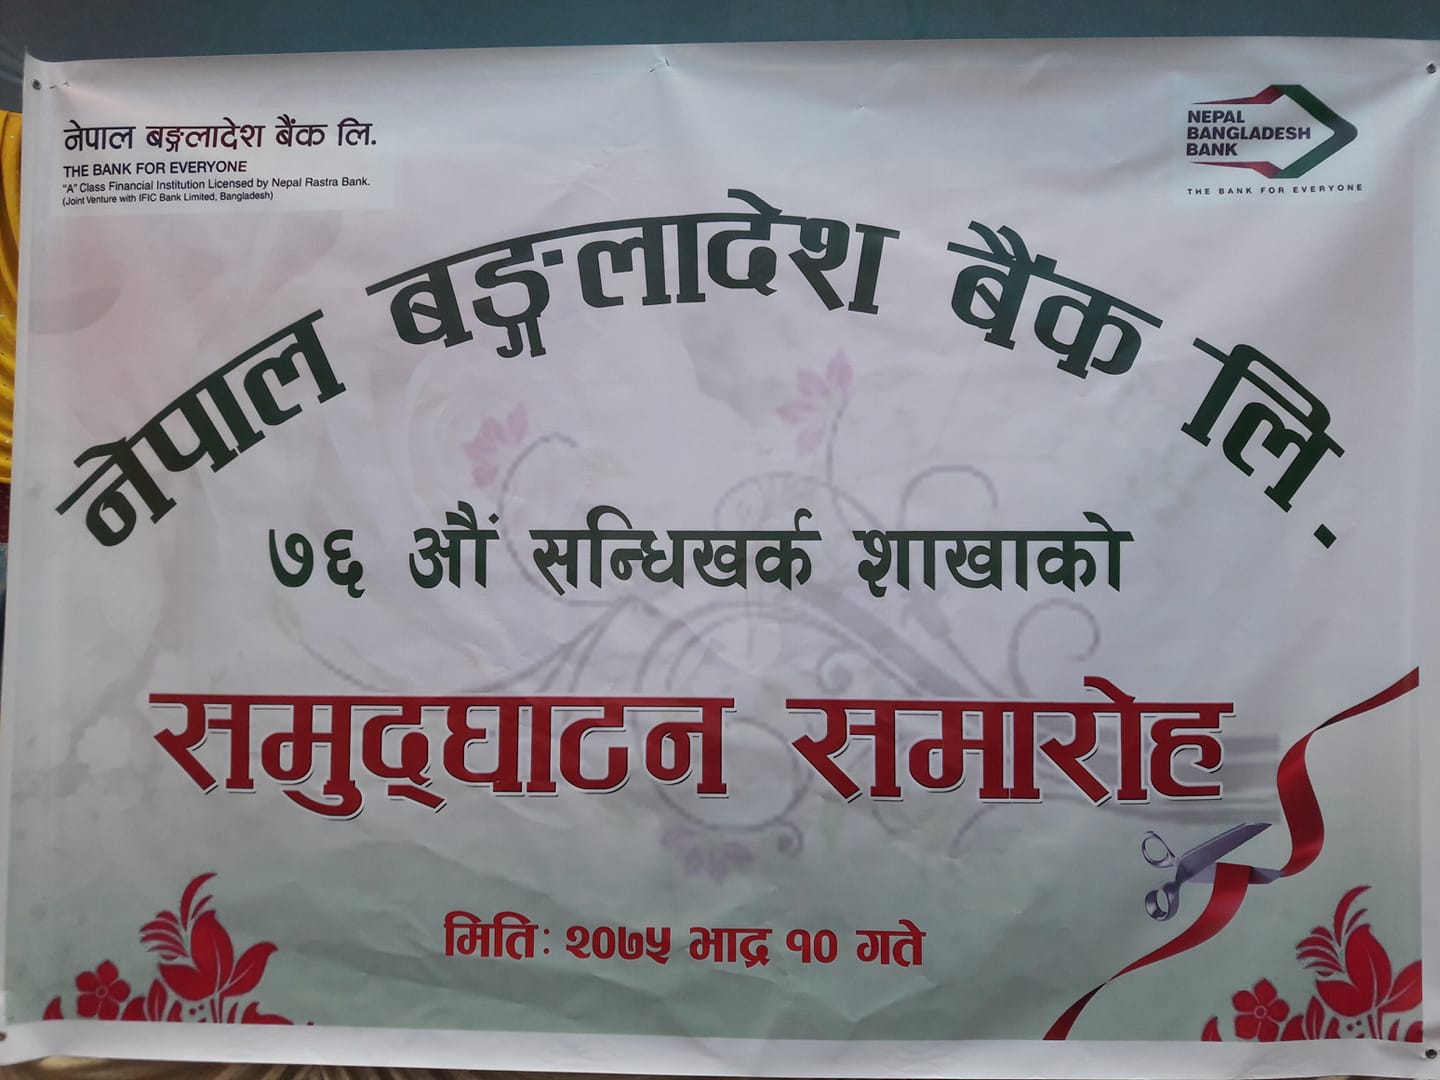 नेपाल बङ्गलादेश बैंक लि.
THE BANK FOR EVERYONE
"A" Class Financial Institution Licensed by Nepal Rastra Bank.
(Joint Venture with IFIC Bank Limited, Bangladesh)
NEPAL
BANGLADESH
BANK
THE BANK FOR EVERYONE
नेपाल बङ्गलादेश बैंक लि.
७६ औं सन्धिखर्क शाखाको
समुद्घाटन समारोह
मिति: २०७५ भाद्र १० गते